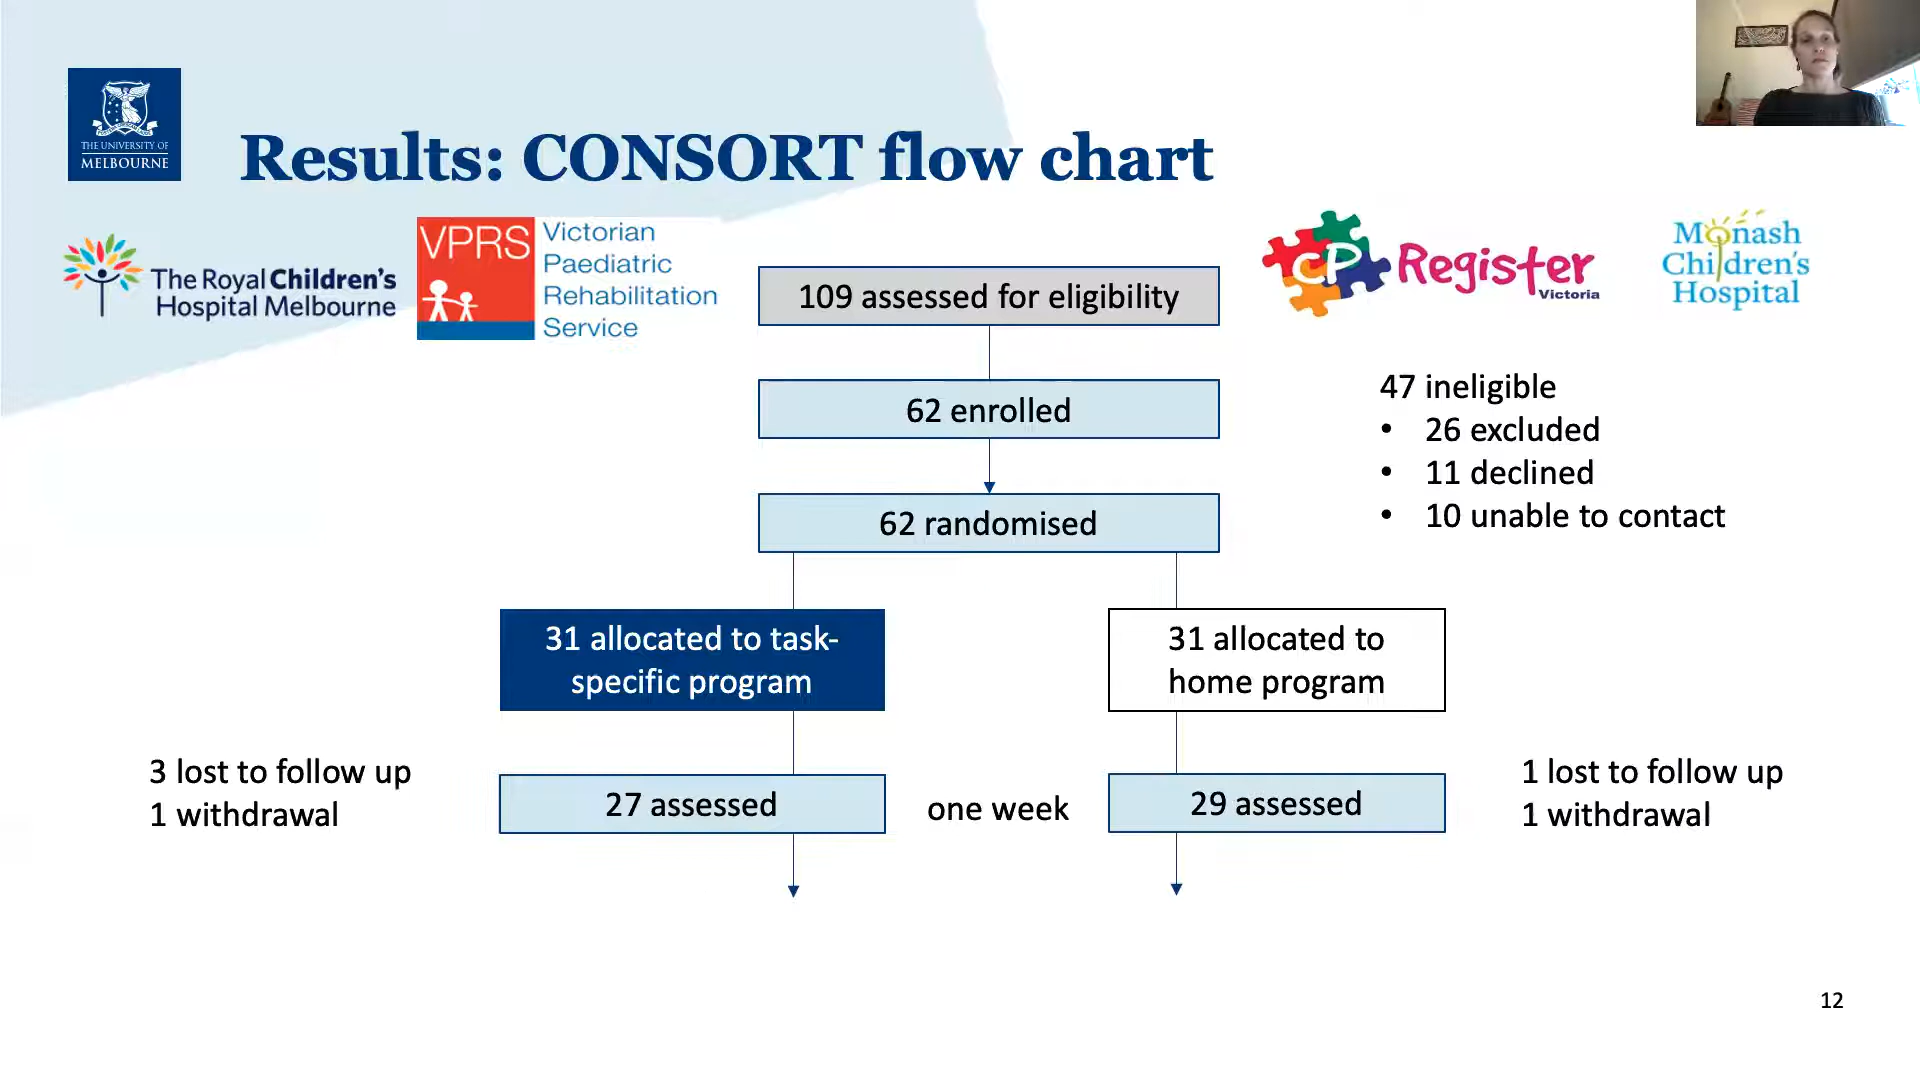 THE UNIVERSITY OF
MELBOURNE
Results: CONSORT flow chart
The Royal Children's
Hospital Melbourne
VPRS
Victorian
Paediatric
Rehabilitation
Service
CP Register
Victoria
Monash
Children's
Hospital
109 assessed for eligibility
62 enrolled
62 randomised
47 ineligible
• 26 excluded
• 11 declined
• 10 unable to contact
31 allocated to task-
specific program
31 allocated to
home program
3 lost to follow up
1 withdrawal
27 assessed
one week
29 assessed
1 lost to follow up
1 withdrawal
12